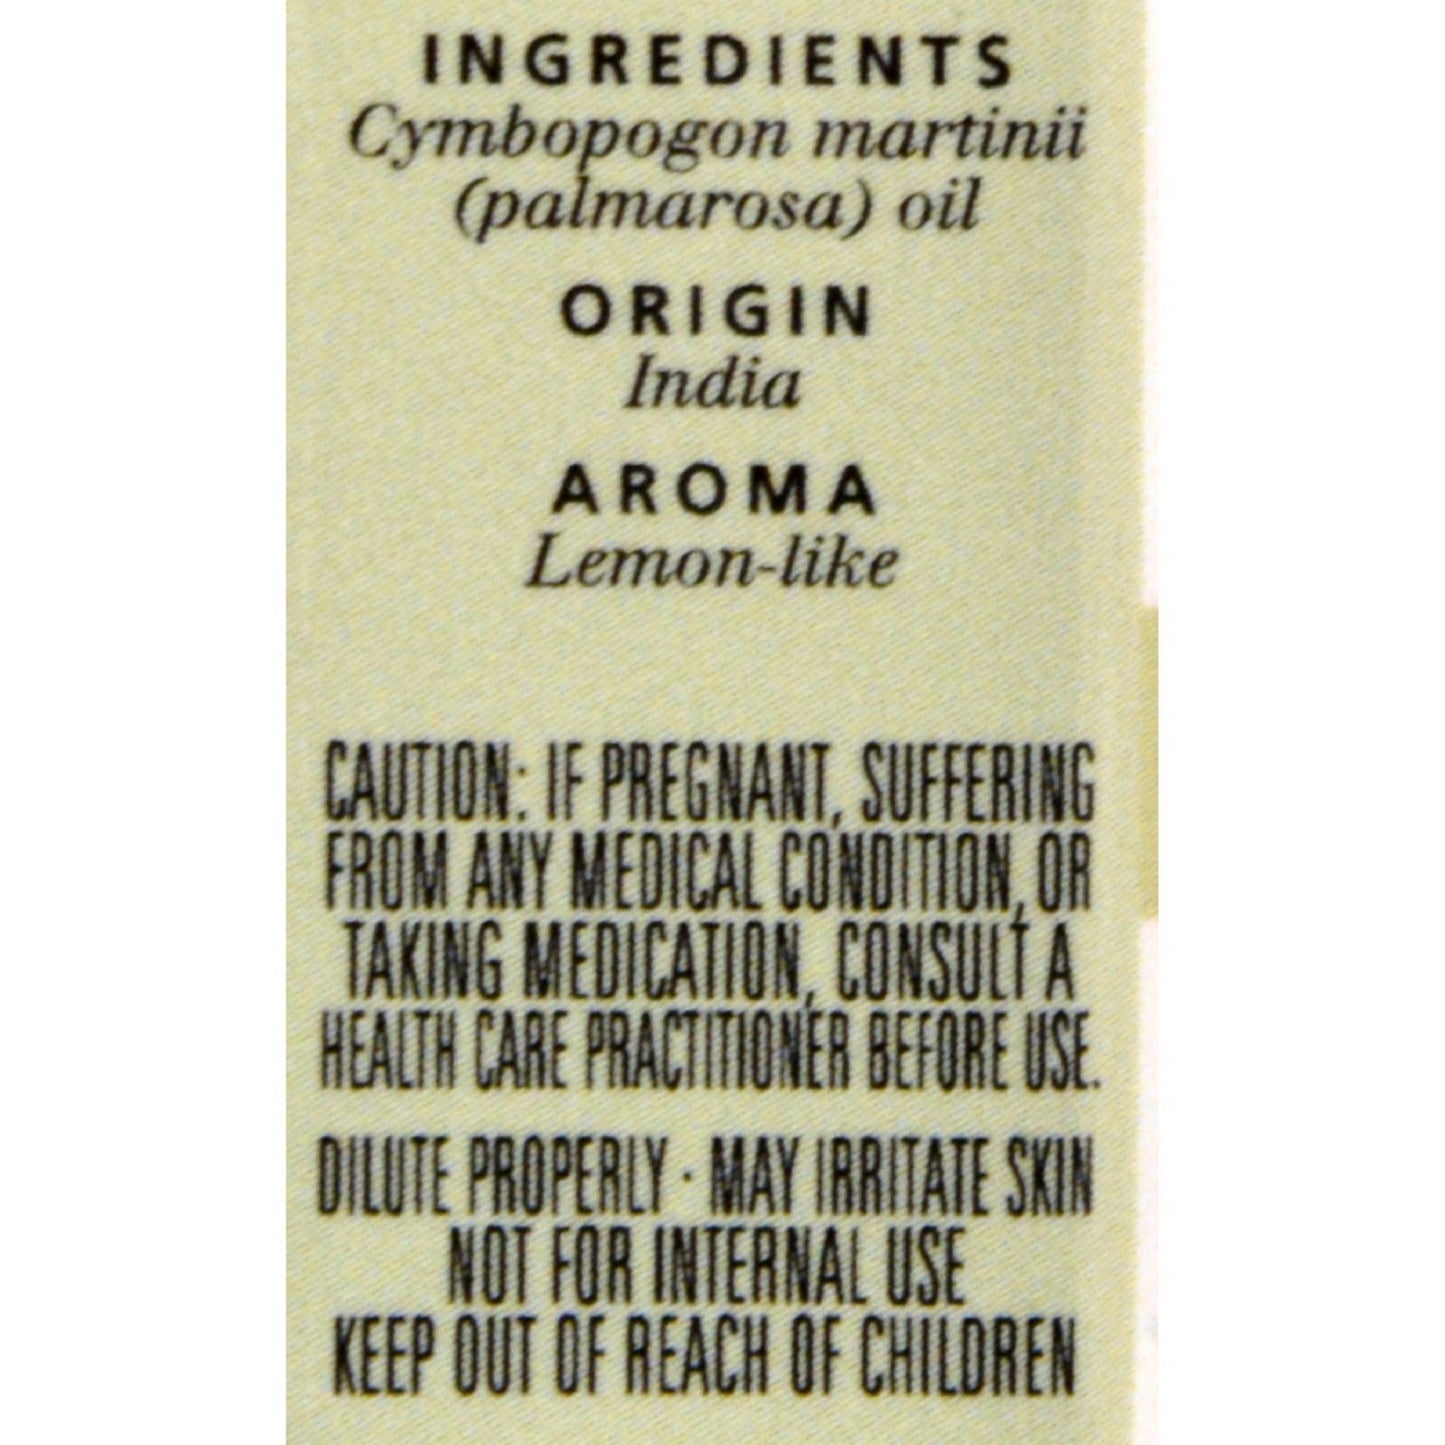 INGREDIENTS
Cymbopogon martinii
(palmarosa) oil
ORIGIN
India
AROMA
Lemon-like
CAUTION: IF PREGNANT, SUFFERING
FROM ANY MEDICAL CONDITION, OR
TAKING MEDICATION, CONSULT A
HEALTH CARE PRACTITIONER BEFORE USE.
DILUTE PROPERLY · MAY IRRITATE SKIN
NOT FOR INTERNAL USE
KEEP OUT OF REACH OF CHILDREN